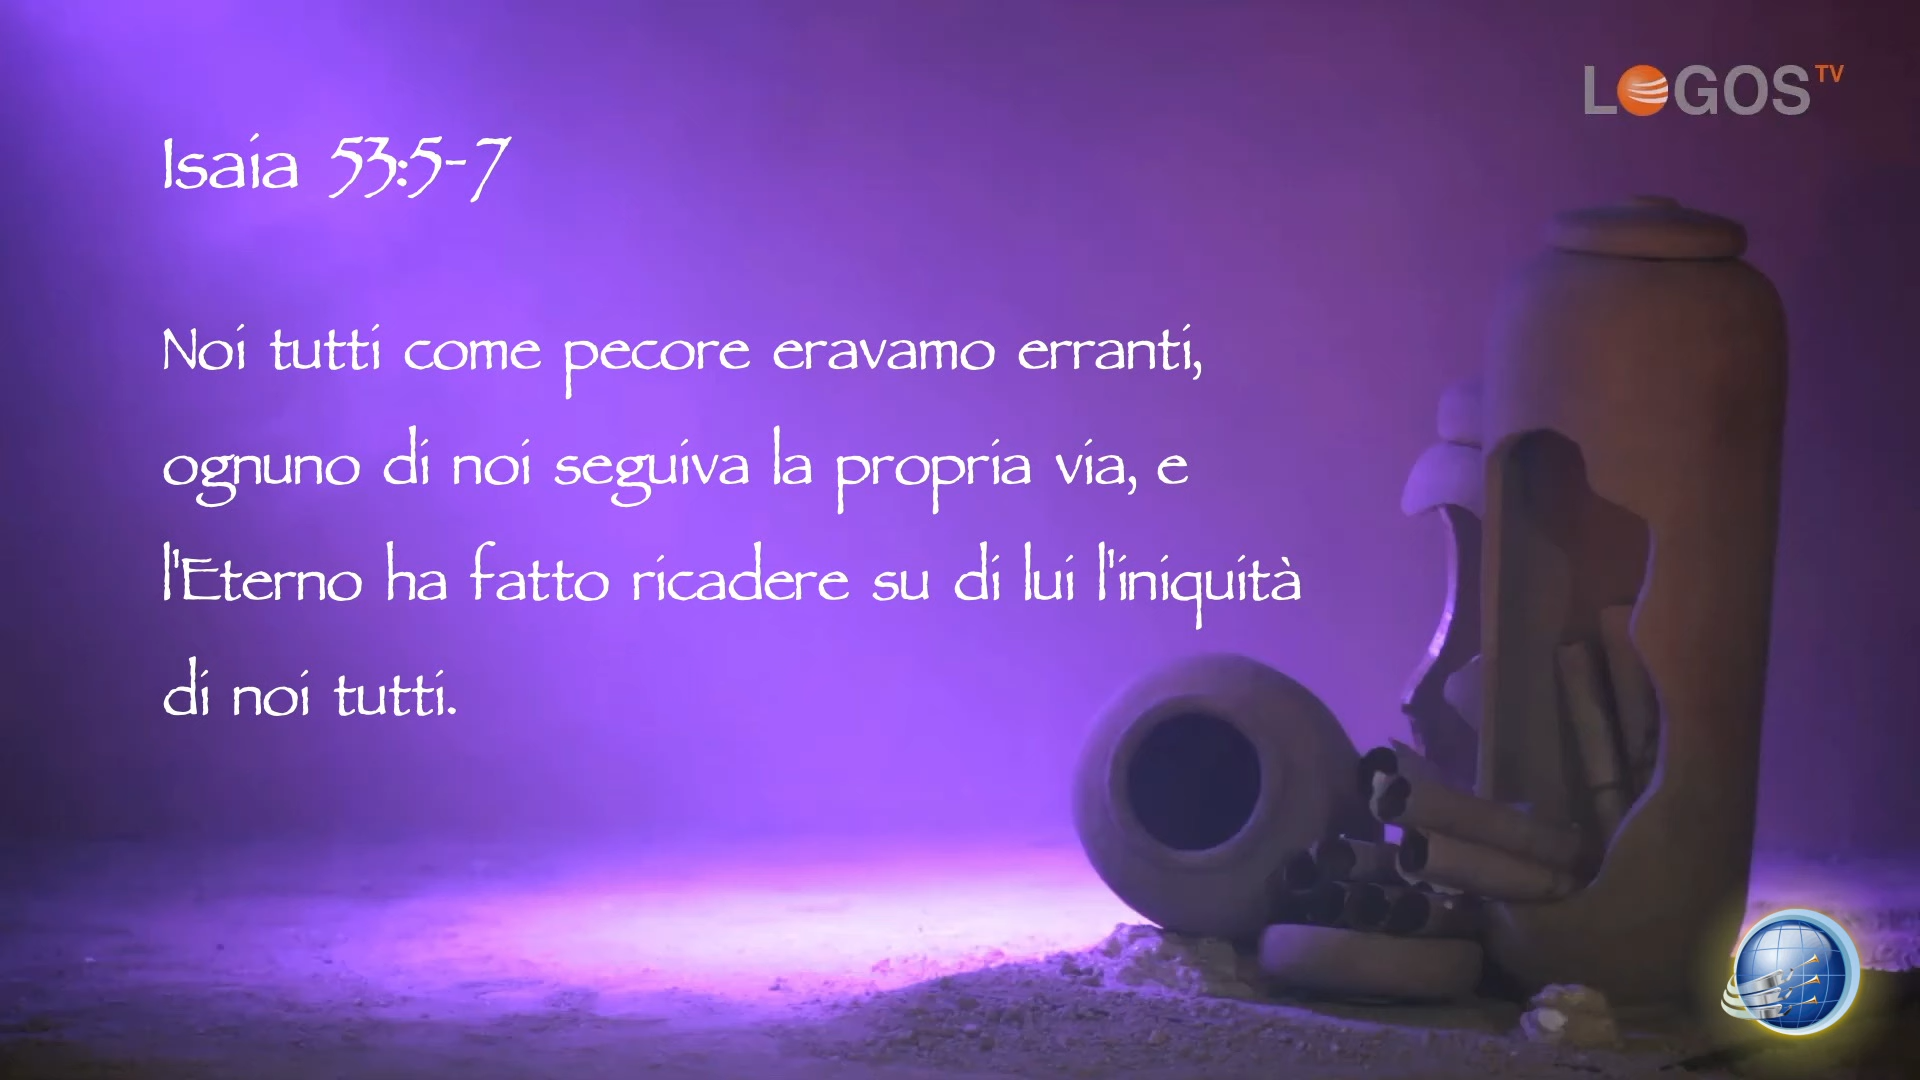 LOGOS TV
Isaia 53:5-7
Noi tutti come pecore eravamo erranti,
ognuno di noi seguiva la propria via, e
l'Eterno ha fatto ricadere su di lui l'iniquità
di noi tutti.